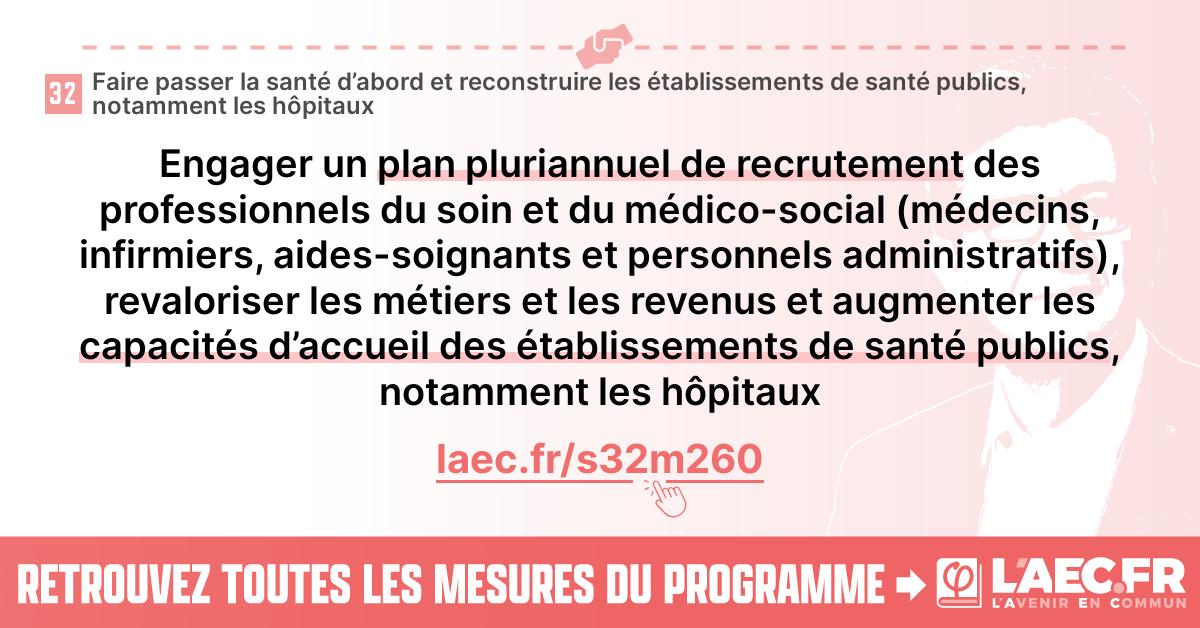 32
Faire passer la santé d’abord et reconstruire les établissements de santé publics,
notamment les hôpitaux
Engager un plan pluriannuel de recrutement des
professionnels du soin et du médico-social (médecins,
infirmiers, aides-soignants et personnels administratifs),
revaloriser les métiers et les revenus et augmenter les
capacités d’accueil des établissements de santé publics,
notamment les hôpitaux
laec.fr/s32m260
RETROUVEZ TOUTES LES MESURES DU PROGRAMME
φ
L'AEC.FR
L'AVENIR EN COMMUN